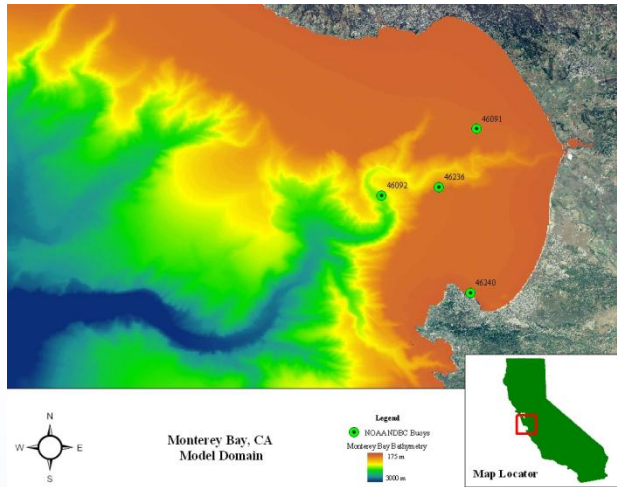 46091
46236
46092
46240
N
W
E
S
Monterey Bay, CA
Model Domain
Legend
NOAA NDBC Buoys
Monterey Bay Bathymetry
175 m
3000 m
Map Locator